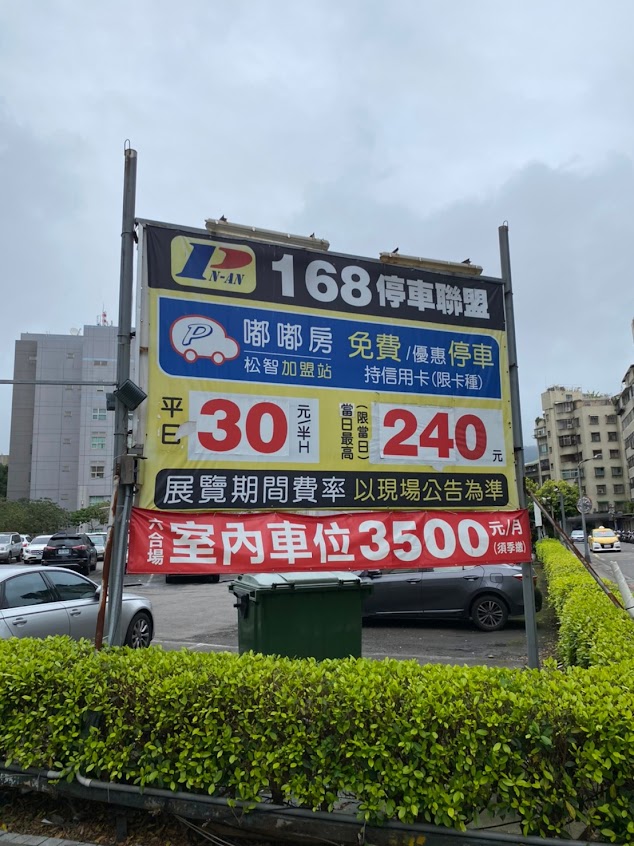 P N-AN
168停車聯盟
P
嘟嘟房 免費/優惠停車
松智加盟站 持信用卡(限卡種)
平日 30 元/半H 當日最高(限當日) 240元
展覽期間費率 以現場公告為準
六合場 室內車位3500元/月(須季繳)